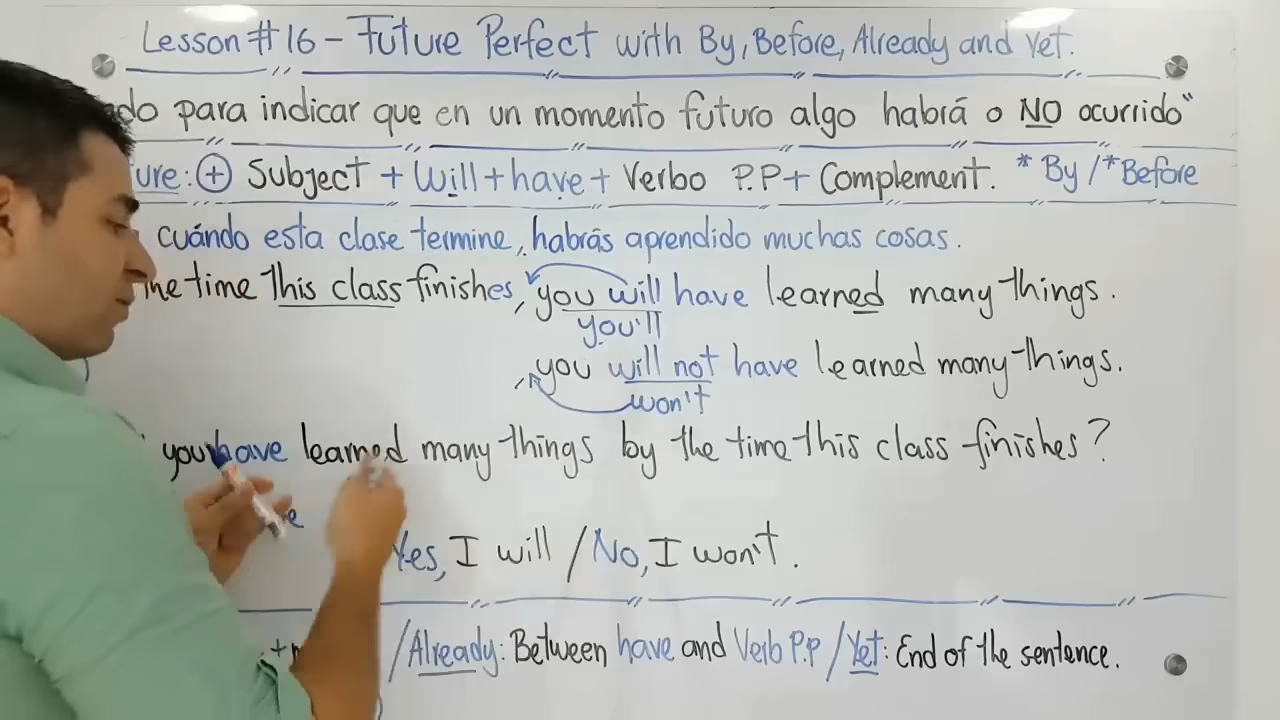 Lesson # 16 - Future Perfect with By, Before, Already and Yet.
para indicar que en un momento futuro algo habrá o NO ocurrido"
⊕ Subject + Will + have + Verbo P.P + Complement. * By / * Before
cuándo esta clase termine, habrás aprendido muchas cosas.
time this class finishes, you will have learned many things.
you'll
, you will not have learned many things.
won't
you have learned many things by the time this class finishes?
Yes, I will / No, I won't.
/ Already: Between have and Verb P.P / Yet: End of the sentence.